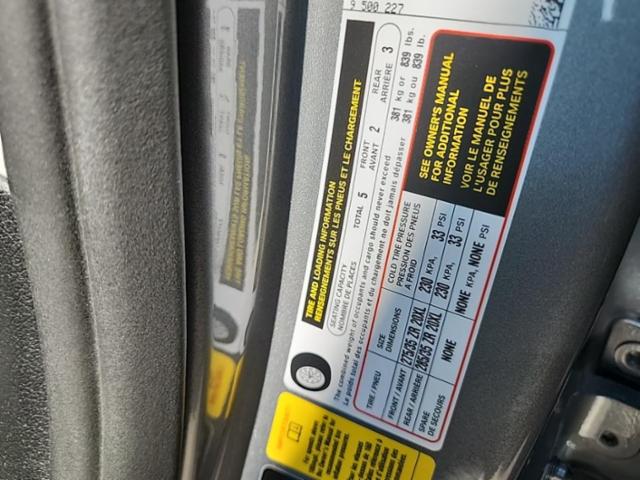 9 500 227
TIRE AND LOADING INFORMATION
RENSEIGNEMENTS SUR LES PNEUS ET LE CHARGEMENT
SEATING CAPACITY
NOMBRE DE PLACES
TOTAL 5 FRONT AVANT 2 REAR ARRIÈRE 3
The combined weight of occupants and cargo should never exceed 381 kg or 839 lbs.
Le poids total des occupants et du chargement ne doit jamais dépasser 381 kg ou 839 lb.
TIRE / PNEU SIZE DIMENSIONS COLD TIRE PRESSURE PRESSION DES PNEUS A FROID
FRONT / AVANT 275/35 ZR 20XL 230 KPA, 33 PSI
REAR / ARRIÈRE 285/35 ZR 20XL 230 KPA, 33 PSI
SPARE DE SECOURS NONE NONE KPA, NONE PSI
SEE OWNER'S MANUAL
FOR ADDITIONAL
INFORMATION
VOIR LE MANUEL DE
L'USAGER POUR PLUS
DE RENSEIGNEMENTS